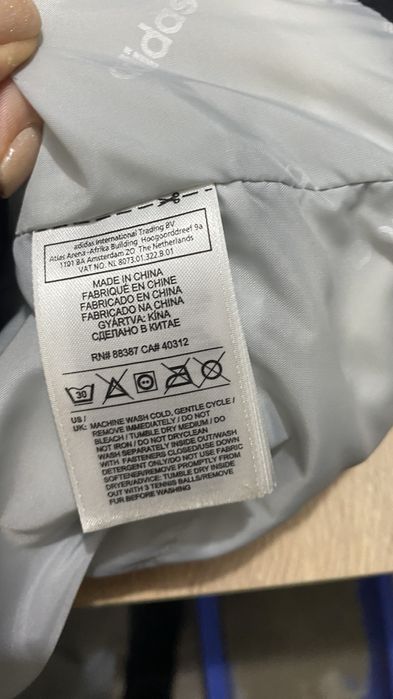 adidas
adidas International Trading BV
Atlas Arena-Afrika Building Hoogoorddreef 9a
1101 BA Amsterdam ZO The Netherlands
VAT NO. NL 8073.01.322.B.01
MADE IN CHINA
FABRIQUÉ EN CHINE
FABRICADO EN CHINA
FABRICADO NA CHINA
GYÁRTVA: KÍNA
СДЕЛАНО В КИТАЕ
RN# 88387 CA# 40312
30
US /
UK: MACHINE WASH COLD, GENTLE CYCLE /
REMOVE IMMEDIATELY / DO NOT
BLEACH / TUMBLE DRY MEDIUM / DO
NOT IRON / DO NOT DRYCLEAN
WASH SEPARATELY INSIDE OUT/WASH
WITH FASTENERS CLOSED/USE DOWN
DETERGENT ONLY/DO NOT USE FABRIC
SOFTENER/REMOVE PROMPTLY FROM
DRYER/ADVICE: TUMBLE DRY INSIDE
OUT WITH 3 TENNIS BALLS/REMOVE
FUR BEFORE WASHING